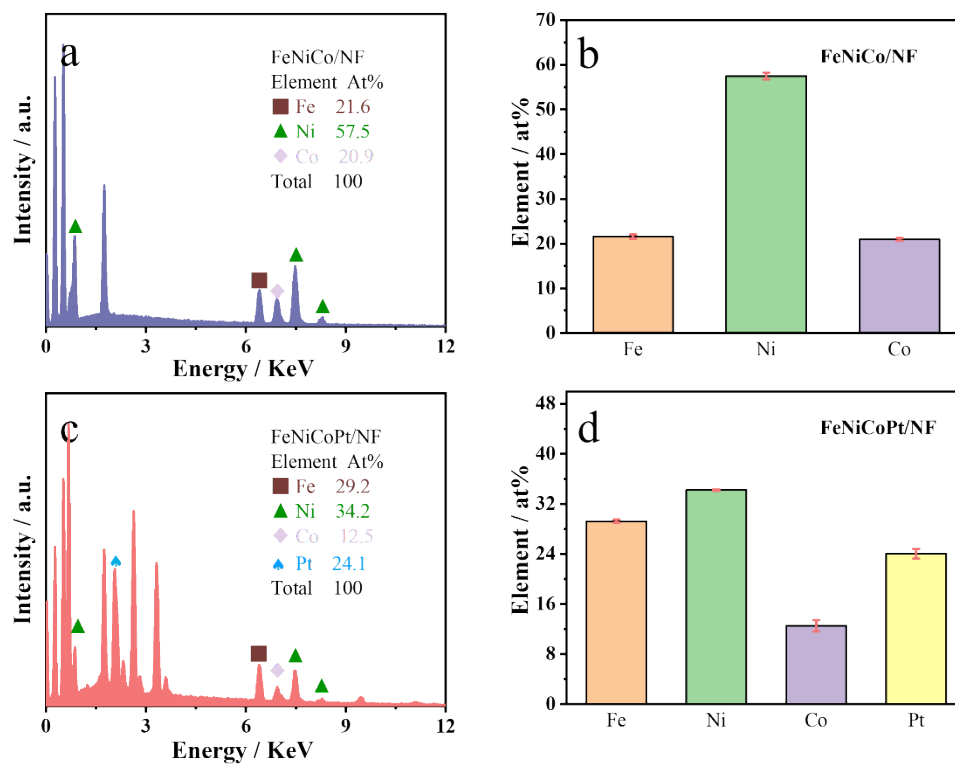 a
FeNiCo/NF
Element At%
Fe 21.6
Ni 57.5
Co 20.9
Total 100
Intensity / a.u.
0 3 6 9 12
Energy / KeV
b
FeNiCo/NF
Element / at%
70
60
50
40
30
20
10
0
Fe Ni Co
c
FeNiCoPt/NF
Element At%
Fe 29.2
Ni 34.2
Co 12.5
Pt 24.1
Total 100
Intensity / a.u.
0 3 6 9 12
Energy / KeV
d
FeNiCoPt/NF
Element / at%
48
40
32
24
16
8
0
Fe Ni Co Pt